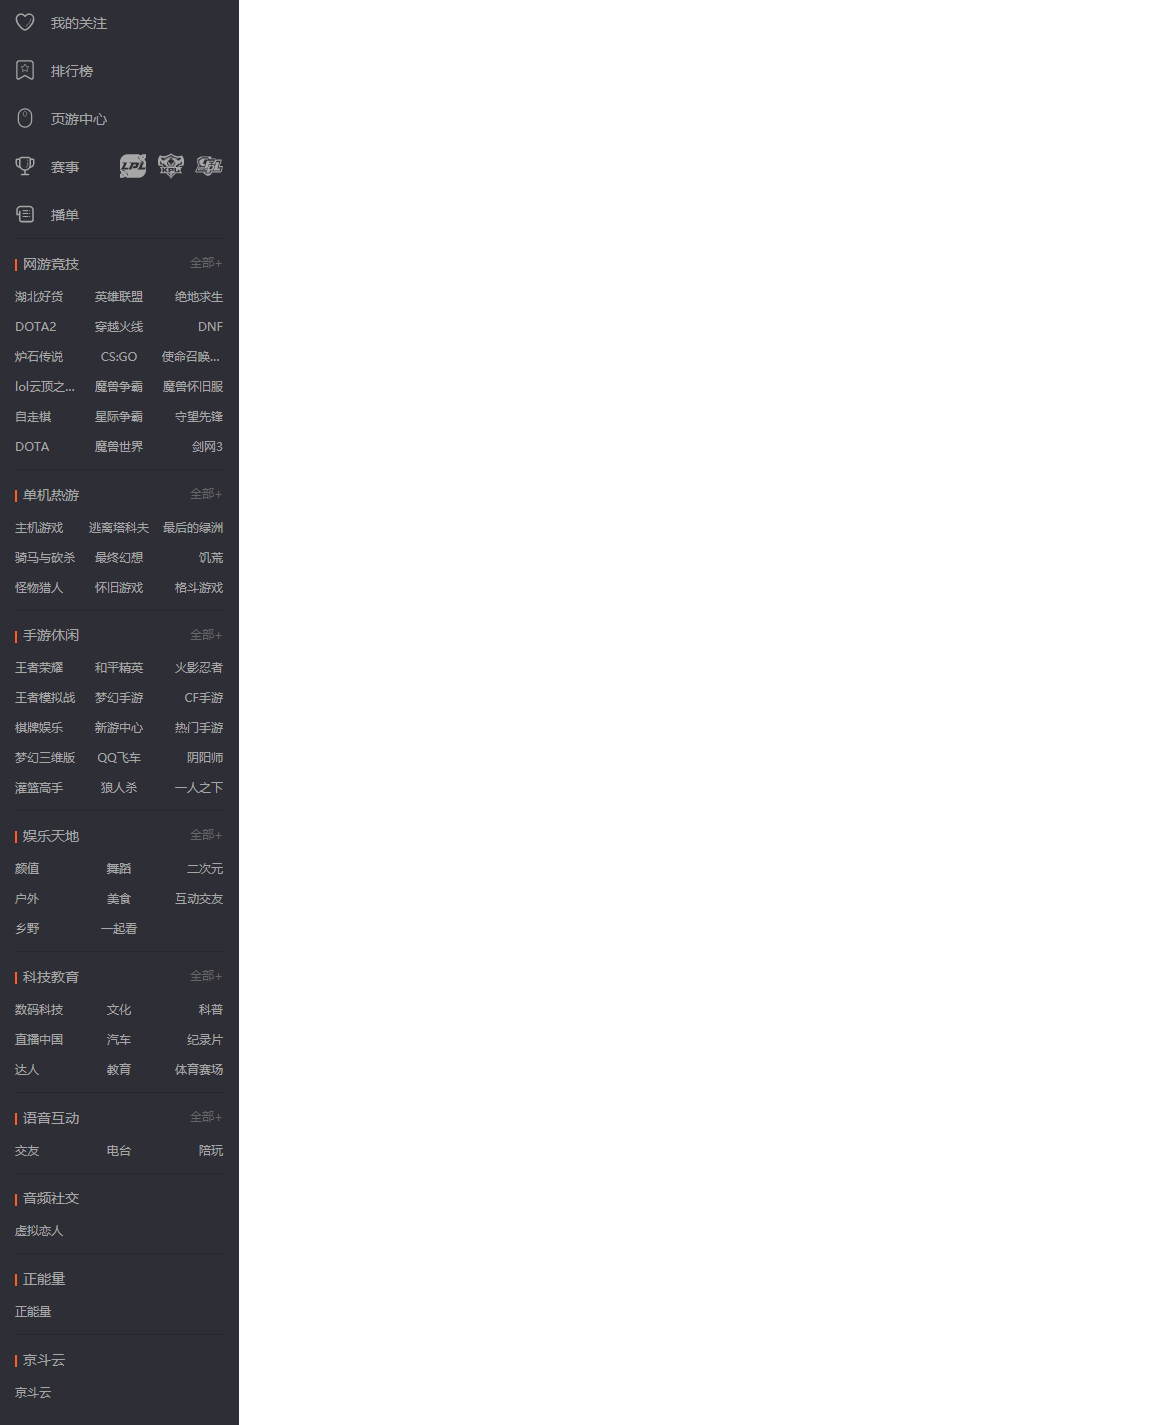 我的关注
排行榜
页游中心
赛事 LPL KPL
播单
网游竞技 全部+
湖北好货 英雄联盟 绝地求生
DOTA2 穿越火线 DNF
炉石传说 CS:GO 使命召唤...
lol云顶之... 魔兽争霸 魔兽怀旧服
自走棋 星际争霸 守望先锋
DOTA 魔兽世界 剑网3
单机热游 全部+
主机游戏 逃离塔科夫 最后的绿洲
骑马与砍杀 最终幻想 饥荒
怪物猎人 怀旧游戏 格斗游戏
手游休闲 全部+
王者荣耀 和平精英 火影忍者
王者模拟战 梦幻手游 CF手游
棋牌娱乐 新游中心 热门手游
梦幻三维版 QQ飞车 阴阳师
灌篮高手 狼人杀 一人之下
娱乐天地 全部+
颜值 舞蹈 二次元
户外 美食 互动交友
乡野 一起看
科技教育 全部+
数码科技 文化 科普
直播中国 汽车 纪录片
达人 教育 体育赛场
语音互动 全部+
交友 电台 陪玩
音频社交
虚拟恋人
正能量
正能量
京斗云
京斗云